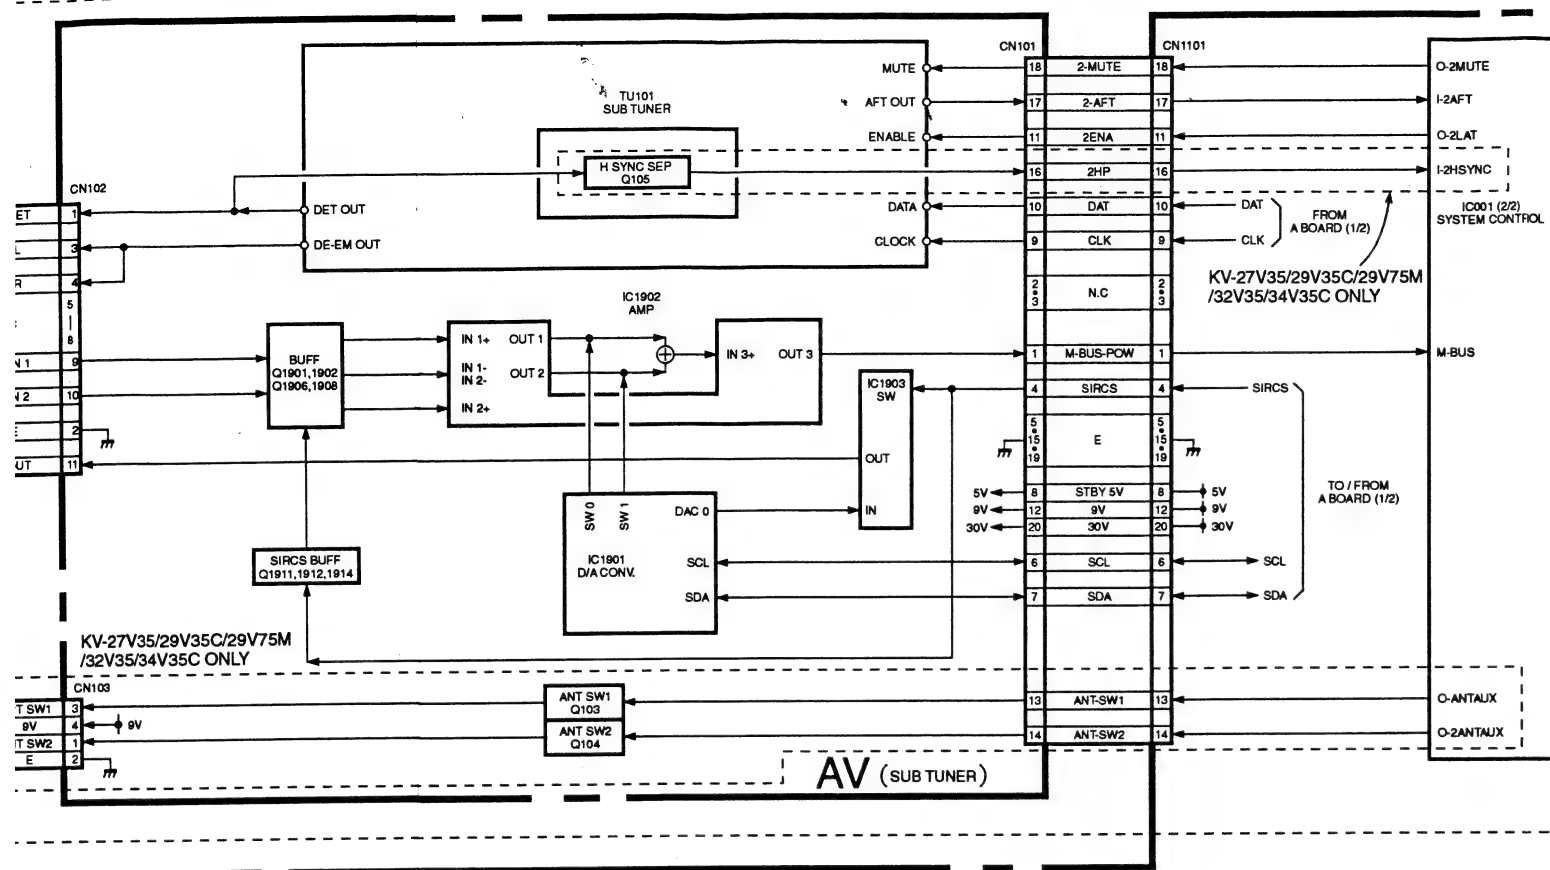 CN101
CN1101
MUTE
18
2-MUTE
18
O-2MUTE
TU101
SUB TUNER
AFT OUT
17
2-AFT
17
I-2AFT
ENABLE
11
2ENA
11
O-2LAT
H SYNC SEP
Q105
16
2HP
16
I-2HSYNC
CN102
ET
1
DET OUT
DATA
10
DAT
10
DAT
FROM
A BOARD (1/2)
IC001 (2/2)
SYSTEM CONTROL
L
3
DE-EM OUT
CLOCK
9
CLK
9
CLK
R
4
KV-27V35/29V35C/29V75M
/32V35/34V35C ONLY
5
8
2
3
N.C
2
3
IC1902
AMP
BUFF
Q1901,1902
Q1906,1908
IN 1+
OUT 1
IN 1-
IN 2-
OUT 2
IN 2+
IN 3+
OUT 3
1
M-BUS-POW
1
M-BUS
N 1
9
N 2
10
E
2
UT
11
IC1903
SW
OUT
IN
4
SIRCS
4
SIRCS
5
15
19
E
5
15
19
TO / FROM
A BOARD (1/2)
5V
8
STBY 5V
8
5V
9V
12
9V
12
9V
30V
20
30V
20
30V
SW 0
SW 1
DAC 0
IC1901
D/A CONV.
SCL
6
SCL
6
SCL
SDA
7
SDA
7
SDA
SIRCS BUFF
Q1911,1912,1914
KV-27V35/29V35C/29V75M
/32V35/34V35C ONLY
CN103
T SW1
3
ANT SW1
Q103
13
ANT-SW1
13
O-ANTAUX
9V
4
9V
T SW2
1
ANT SW2
Q104
14
ANT-SW2
14
O-2ANTAUX
E
2
AV (SUB TUNER)